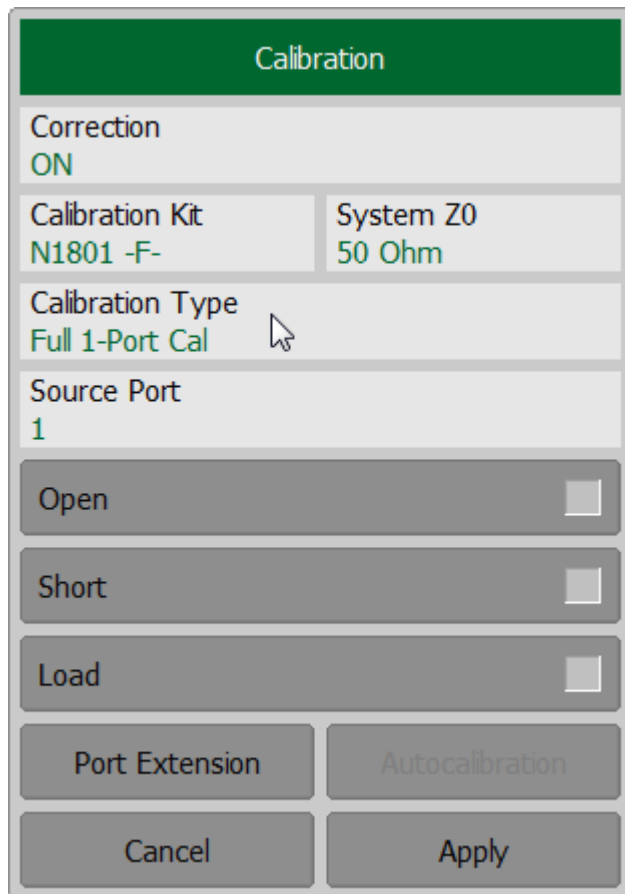 Calibration
Correction
ON
Calibration Kit
N1801 -F-
System Z0
50 Ohm
Calibration Type
Full 1-Port Cal
Source Port
1
Open
Short
Load
Port Extension
Autocalibration
Cancel
Apply